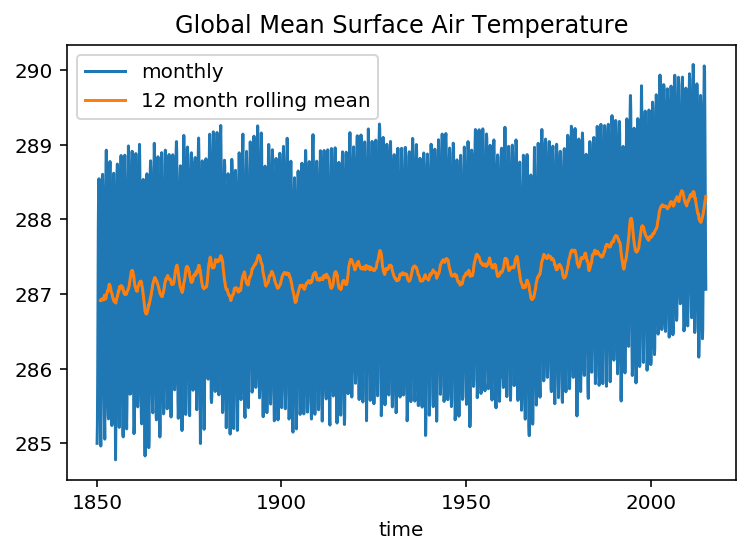 Global Mean Surface Air Temperature
monthly
12 month rolling mean
290
289
288
287
286
285
1850
1900
1950
2000
time